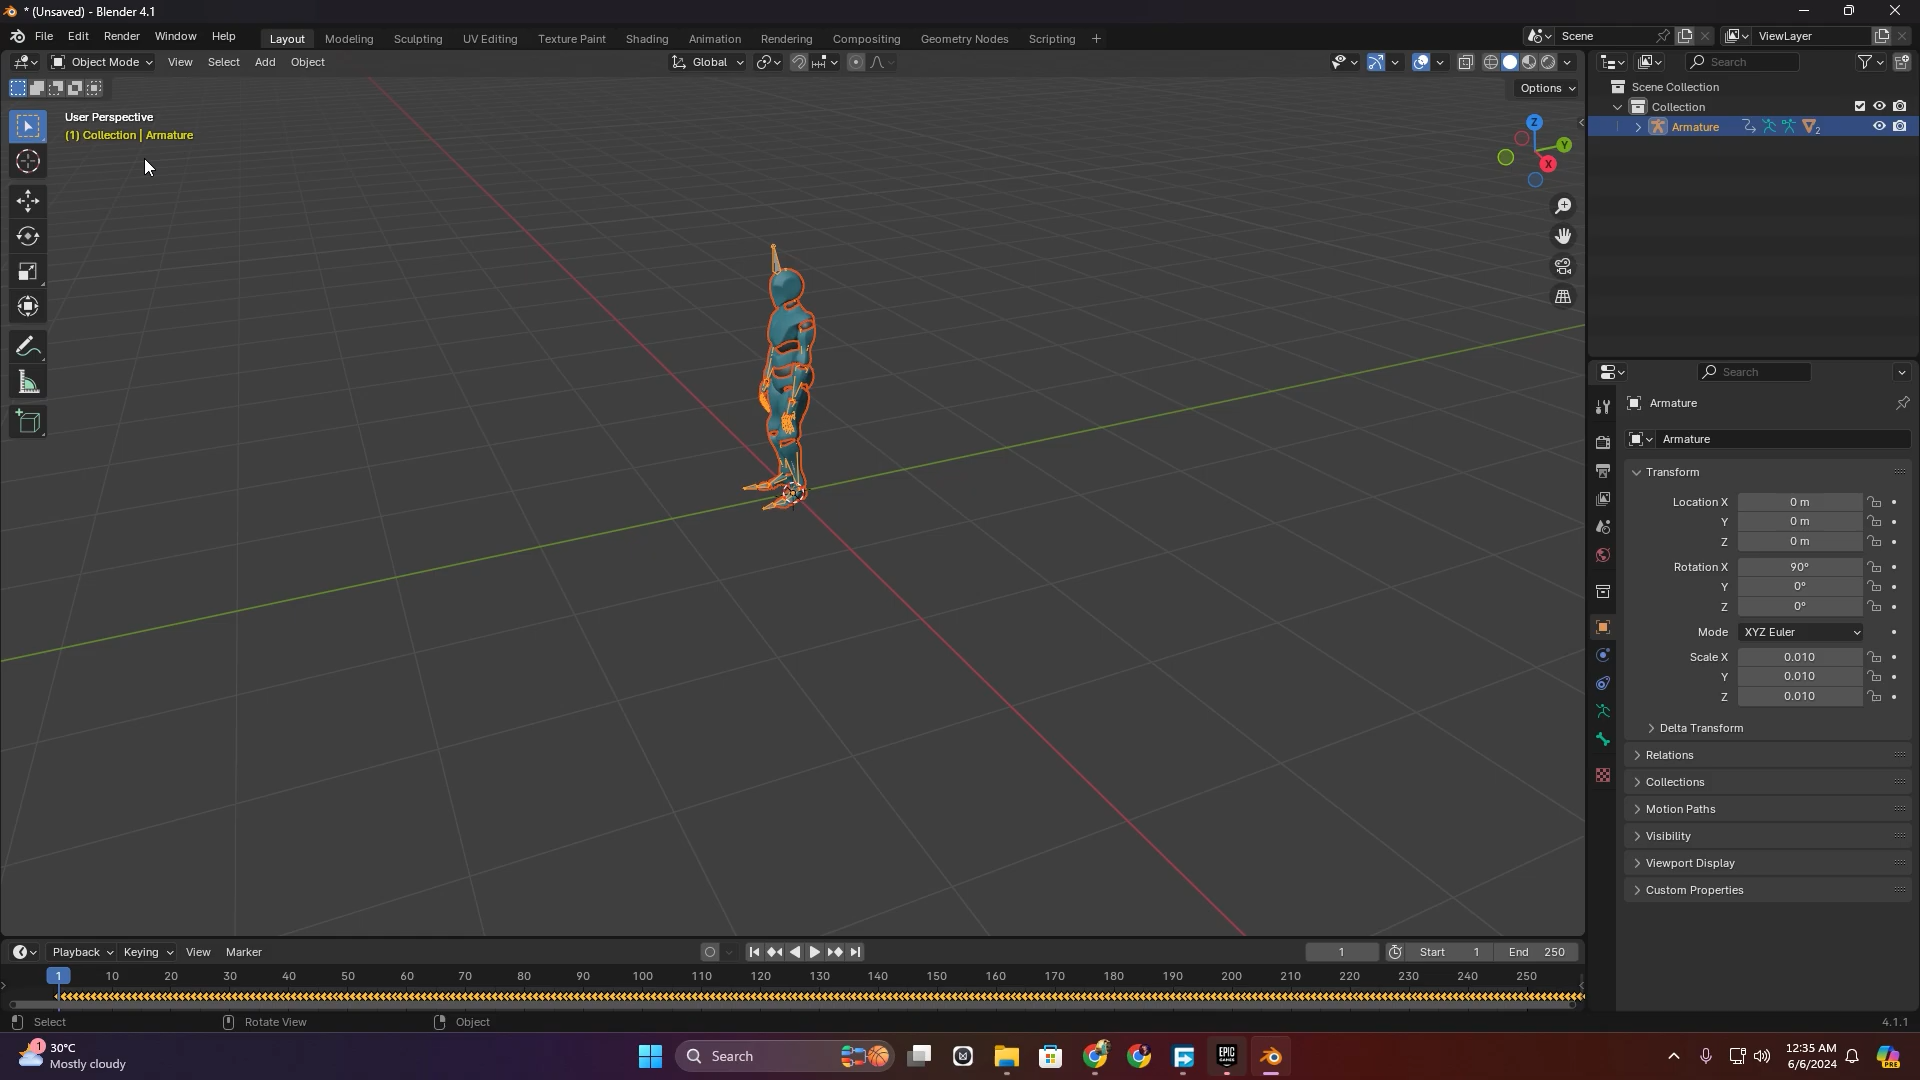 * (Unsaved) - Blender 4.1
File Edit Render Window Help Layout Modeling Sculpting UV Editing Texture Paint Shading Animation Rendering Compositing Geometry Nodes Scripting + Scene ViewLayer
Object Mode View Select Add Object Global Search
Options
User Perspective
(1) Collection | Armature
Z
Y
X
Scene Collection
Collection
Armature 2
Search
Armature
Armature
Transform
Location X 0 m
Y 0 m
Z 0 m
Rotation X 90°
Y 0°
Z 0°
Mode XYZ Euler
Scale X 0.010
Y 0.010
Z 0.010
Delta Transform
Relations
Collections
Motion Paths
Visibility
Viewport Display
Custom Properties
Playback Keying View Marker 1 Start 1 End 250
1 10 20 30 40 50 60 70 80 90 100 110 120 130 140 150 160 170 180 190 200 210 220 230 240 250
Select Rotate View Object 4.1.1
1 30°C
Mostly cloudy
Search
EPIC GAMES
12:35 AM
6/6/2024
PRE